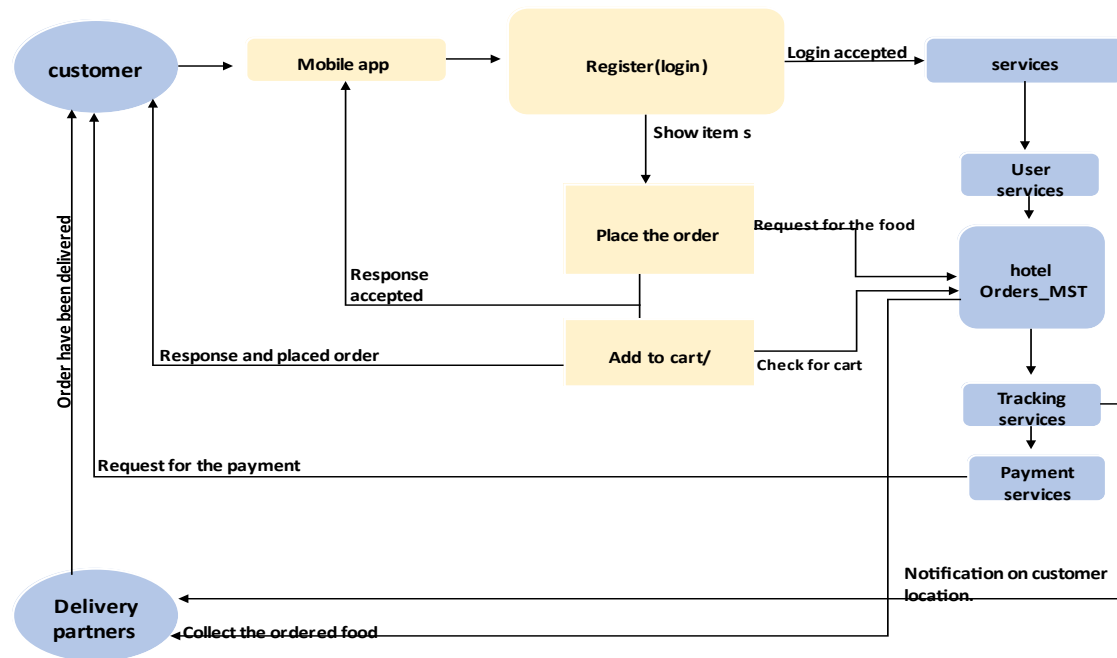 customer
Mobile app
Register(login)
Login accepted
services
Show item s
User
services
Place the order
Request for the food
hotel
Orders_MST
Response
accepted
Add to cart/
Response and placed order
Check for cart
Tracking
services
Order have been delivered
Request for the payment
Payment
services
Notification on customer
location.
Delivery
partners
Collect the ordered food